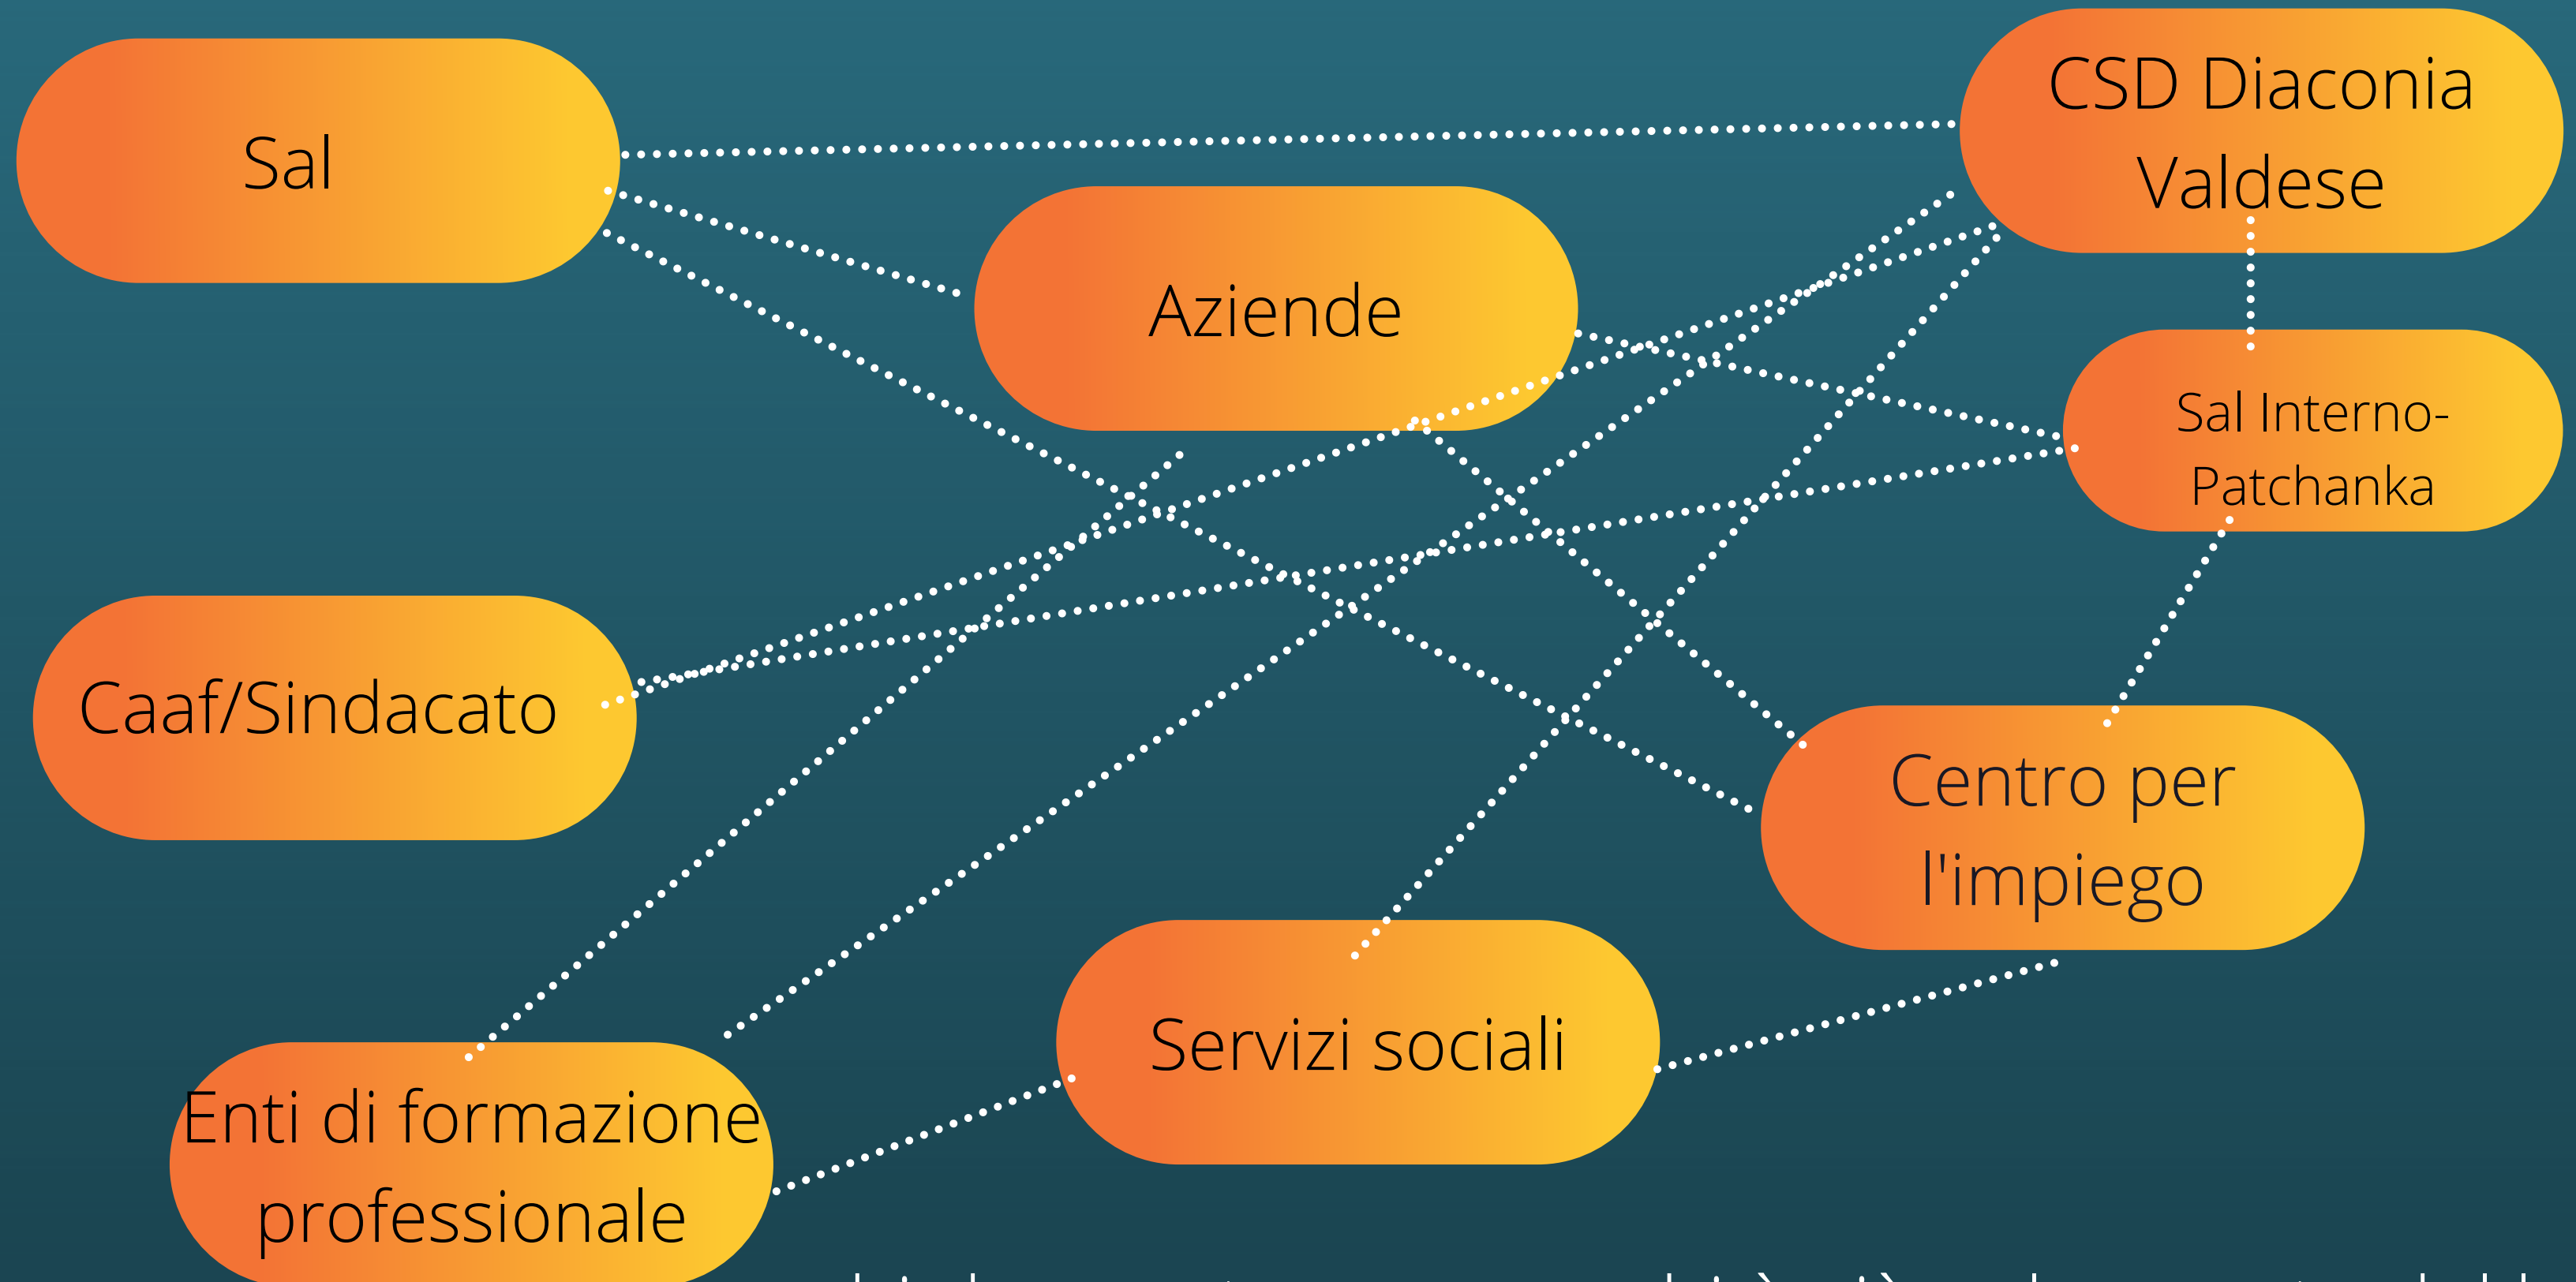 Sal
CSD Diaconia
Valdese
Aziende
Sal Interno-
Patchanka
Caaf/Sindacato
Centro per
l'impiego
Servizi sociali
Enti di formazione
professionale